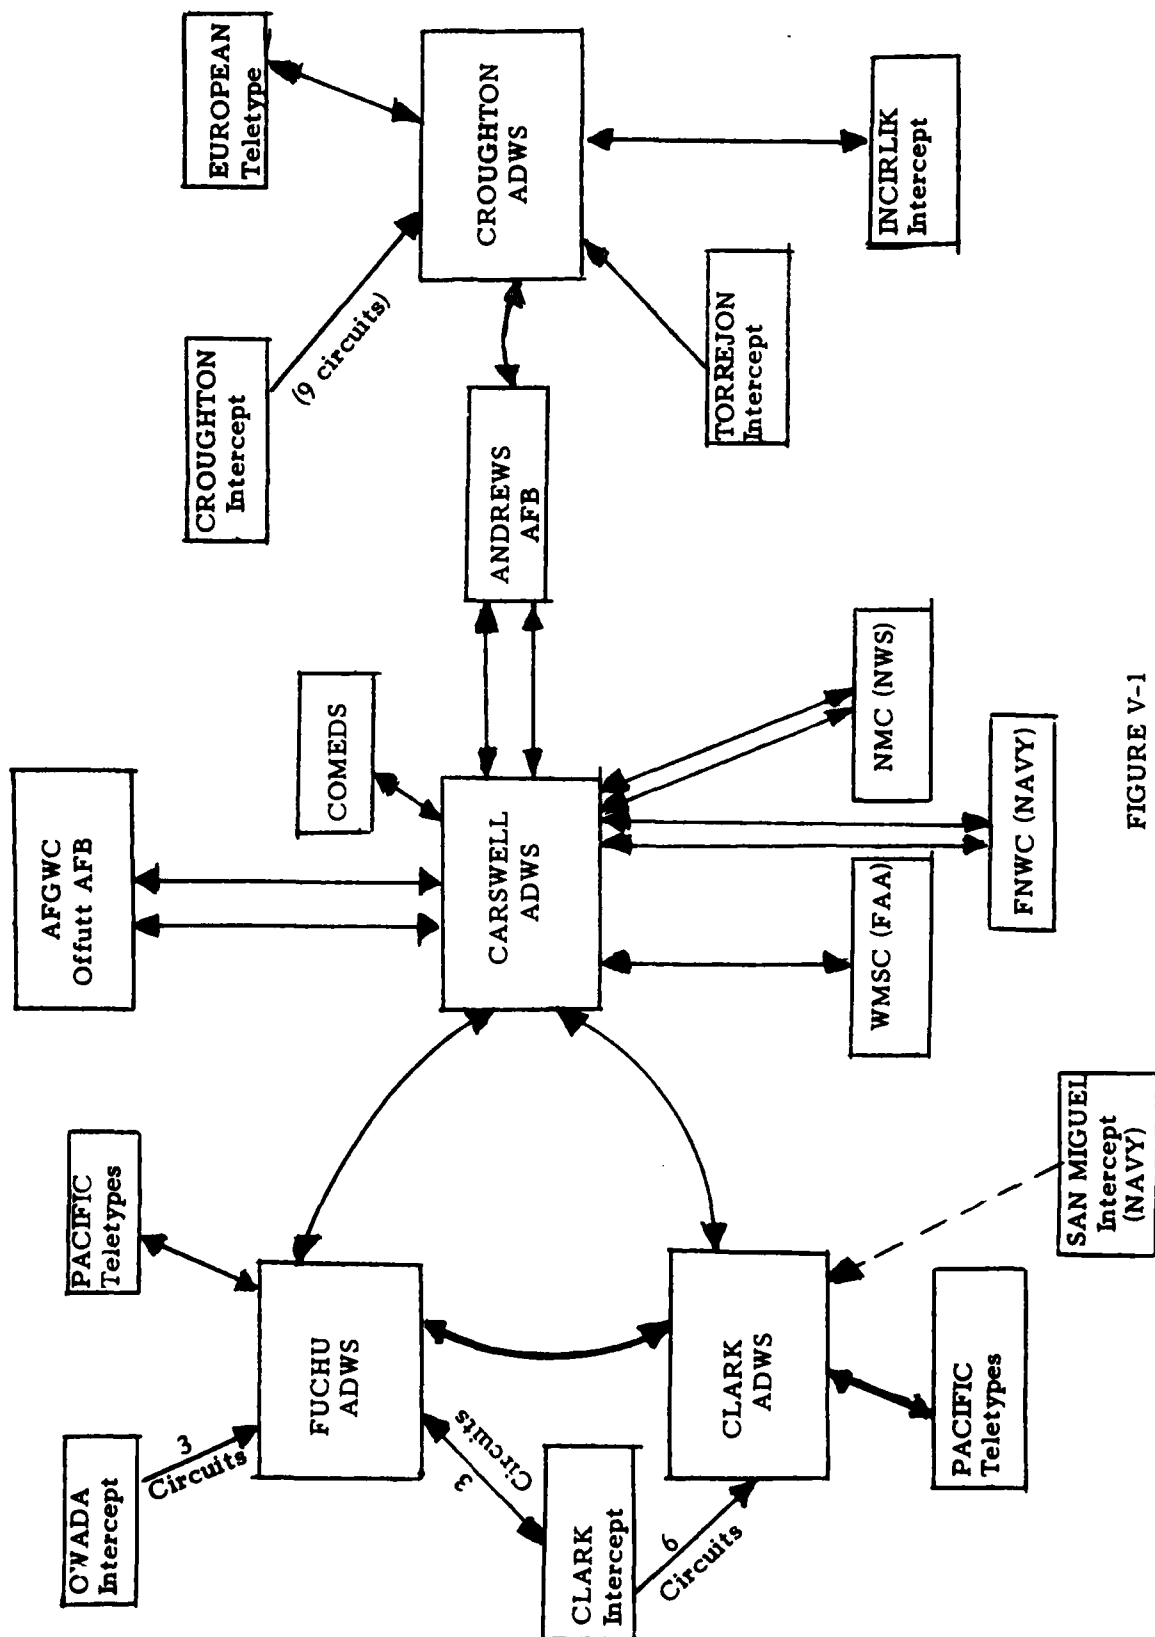 O'WADA
Intercept
3
Circuits
PACIFIC
Teletypes
FUCHU
ADWS
3
Circuits
CLARK
Intercept
6
Circuits
CLARK
ADWS
PACIFIC
Teletypes
SAN MIGUEL
Intercept
(NAVY)
AFGWC
Offutt AFB
COMEDS
CARSWELL
ADWS
WMSC (FAA)
FNWC (NAVY)
NMC (NWS)
ANDREWS
AFB
CROUGHTON
Intercept
(9 circuits)
EUROPEAN
Teletype
CROUGHTON
ADWS
TORREJON
Intercept
INCIRLIK
Intercept
FIGURE V-1